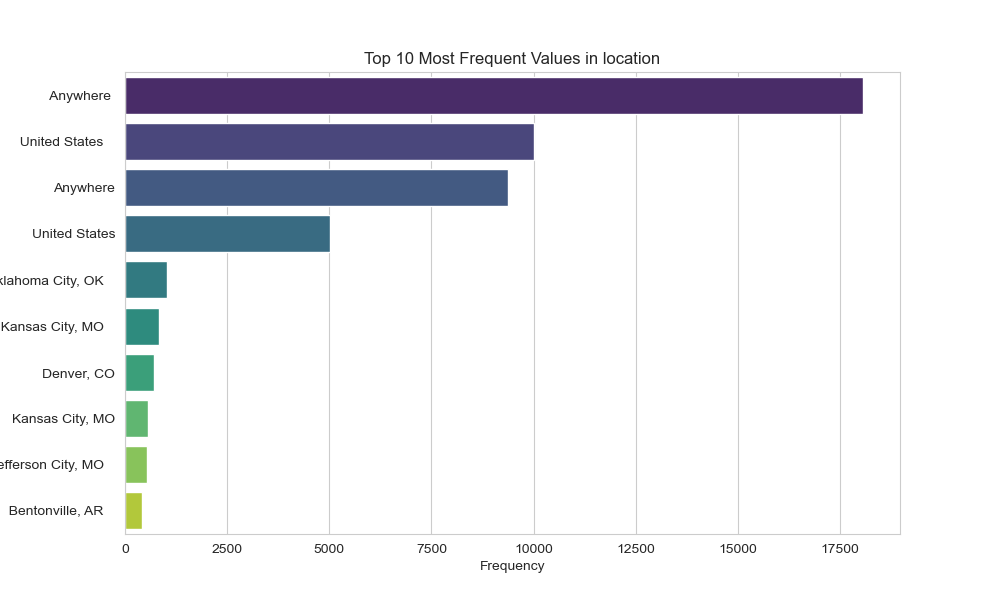 Top 10 Most Frequent Values in location
Anywhere
United States
Anywhere
United States
klahoma City, OK
Kansas City, MO
Denver, CO
Kansas City, MO
efferson City, MO
Bentonville, AR
0 2500 5000 7500 10000 12500 15000 17500
Frequency